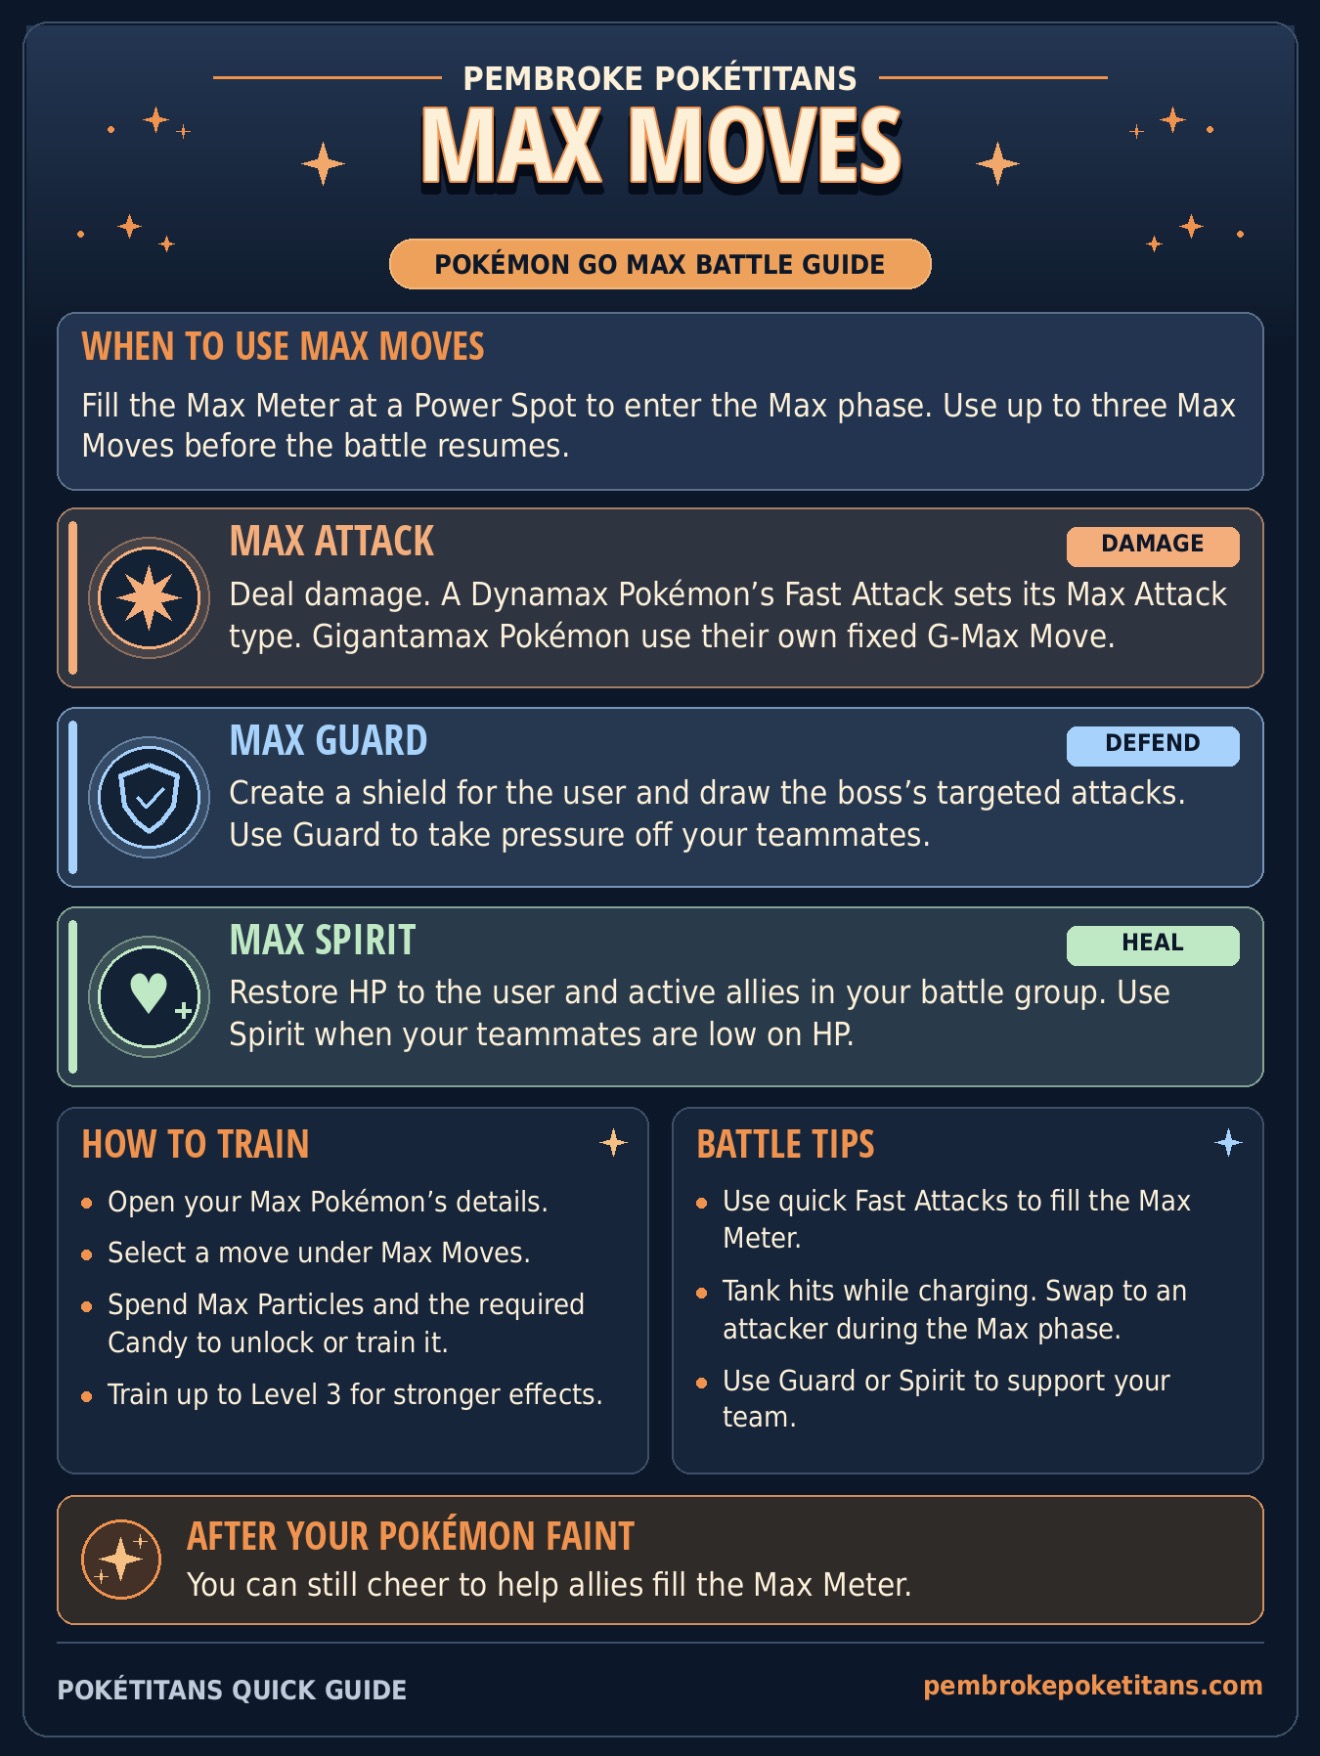 PEMBROKE POKÉTITANS
MAX MOVES
POKÉMON GO MAX BATTLE GUIDE
WHEN TO USE MAX MOVES
Fill the Max Meter at a Power Spot to enter the Max phase. Use up to three Max
Moves before the battle resumes.
MAX ATTACK
DAMAGE
Deal damage. A Dynamax Pokémon’s Fast Attack sets its Max Attack
type. Gigantamax Pokémon use their own fixed G-Max Move.
MAX GUARD
DEFEND
Create a shield for the user and draw the boss’s targeted attacks.
Use Guard to take pressure off your teammates.
MAX SPIRIT
HEAL
Restore HP to the user and active allies in your battle group. Use
Spirit when your teammates are low on HP.
HOW TO TRAIN
Open your Max Pokémon’s details.
Select a move under Max Moves.
Spend Max Particles and the required
Candy to unlock or train it.
Train up to Level 3 for stronger effects.
BATTLE TIPS
Use quick Fast Attacks to fill the Max
Meter.
Tank hits while charging. Swap to an
attacker during the Max phase.
Use Guard or Spirit to support your
team.
AFTER YOUR POKÉMON FAINT
You can still cheer to help allies fill the Max Meter.
POKÉTITANS QUICK GUIDE
pembrokepoketitans.com